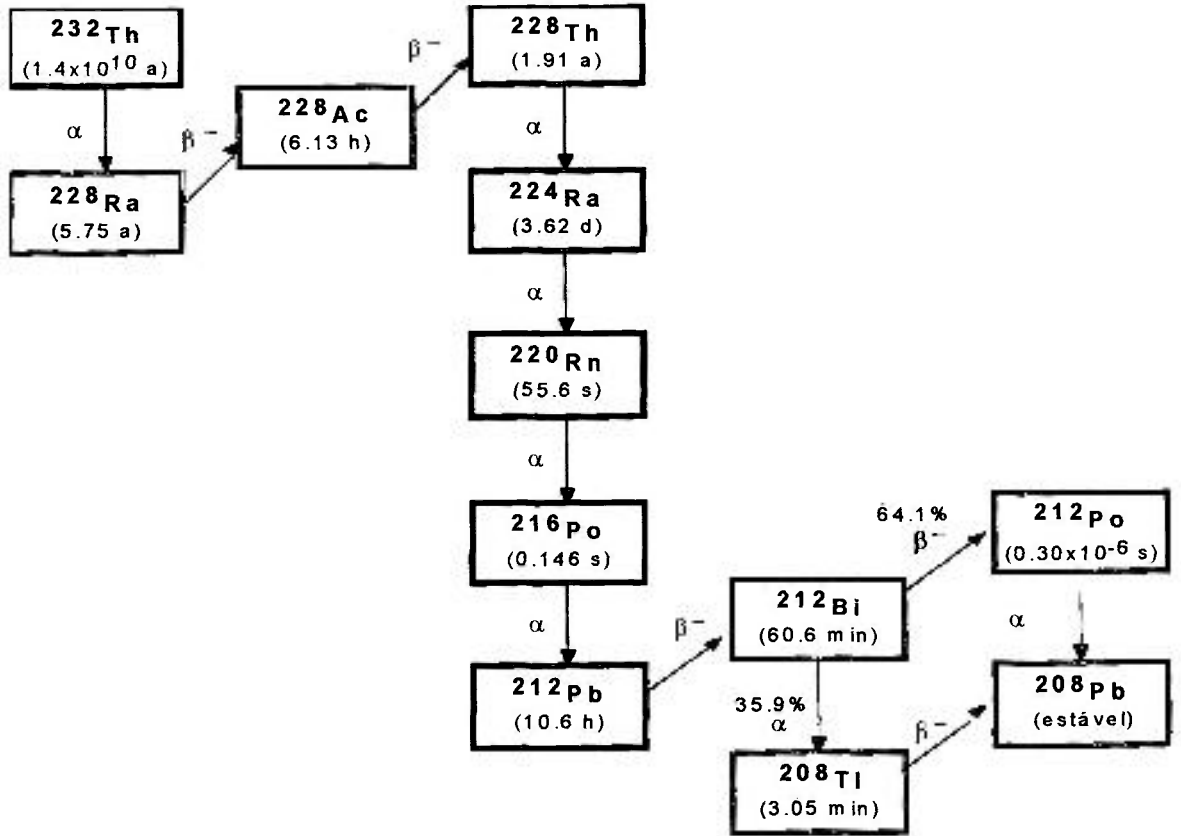 ²³²Th
(1.4x10¹⁰ a)
α
²²⁸Ra
(5.75 a)
β⁻
²²⁸Ac
(6.13 h)
β⁻
²²⁸Th
(1.91 a)
α
²²⁴Ra
(3.62 d)
α
²²⁰Rn
(55.6 s)
α
²¹⁶Po
(0.146 s)
α
²¹²Pb
(10.6 h)
β⁻
²¹²Bi
(60.6 min)
64.1%
β⁻
²¹²Po
(0.30x10⁻⁶ s)
α
35.9%
α
²⁰⁸Tl
(3.05 min)
β⁻
²⁰⁸Pb
(estável)